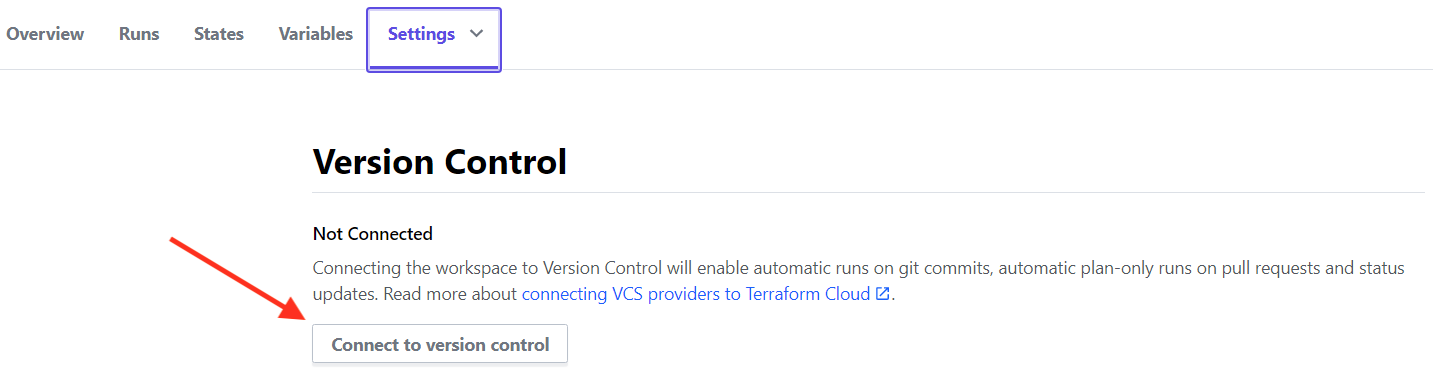 Overview Runs States Variables Settings
Version Control
Not Connected
Connecting the workspace to Version Control will enable automatic runs on git commits, automatic plan-only runs on pull requests and status
updates. Read more about connecting VCS providers to Terraform Cloud.
Connect to version control